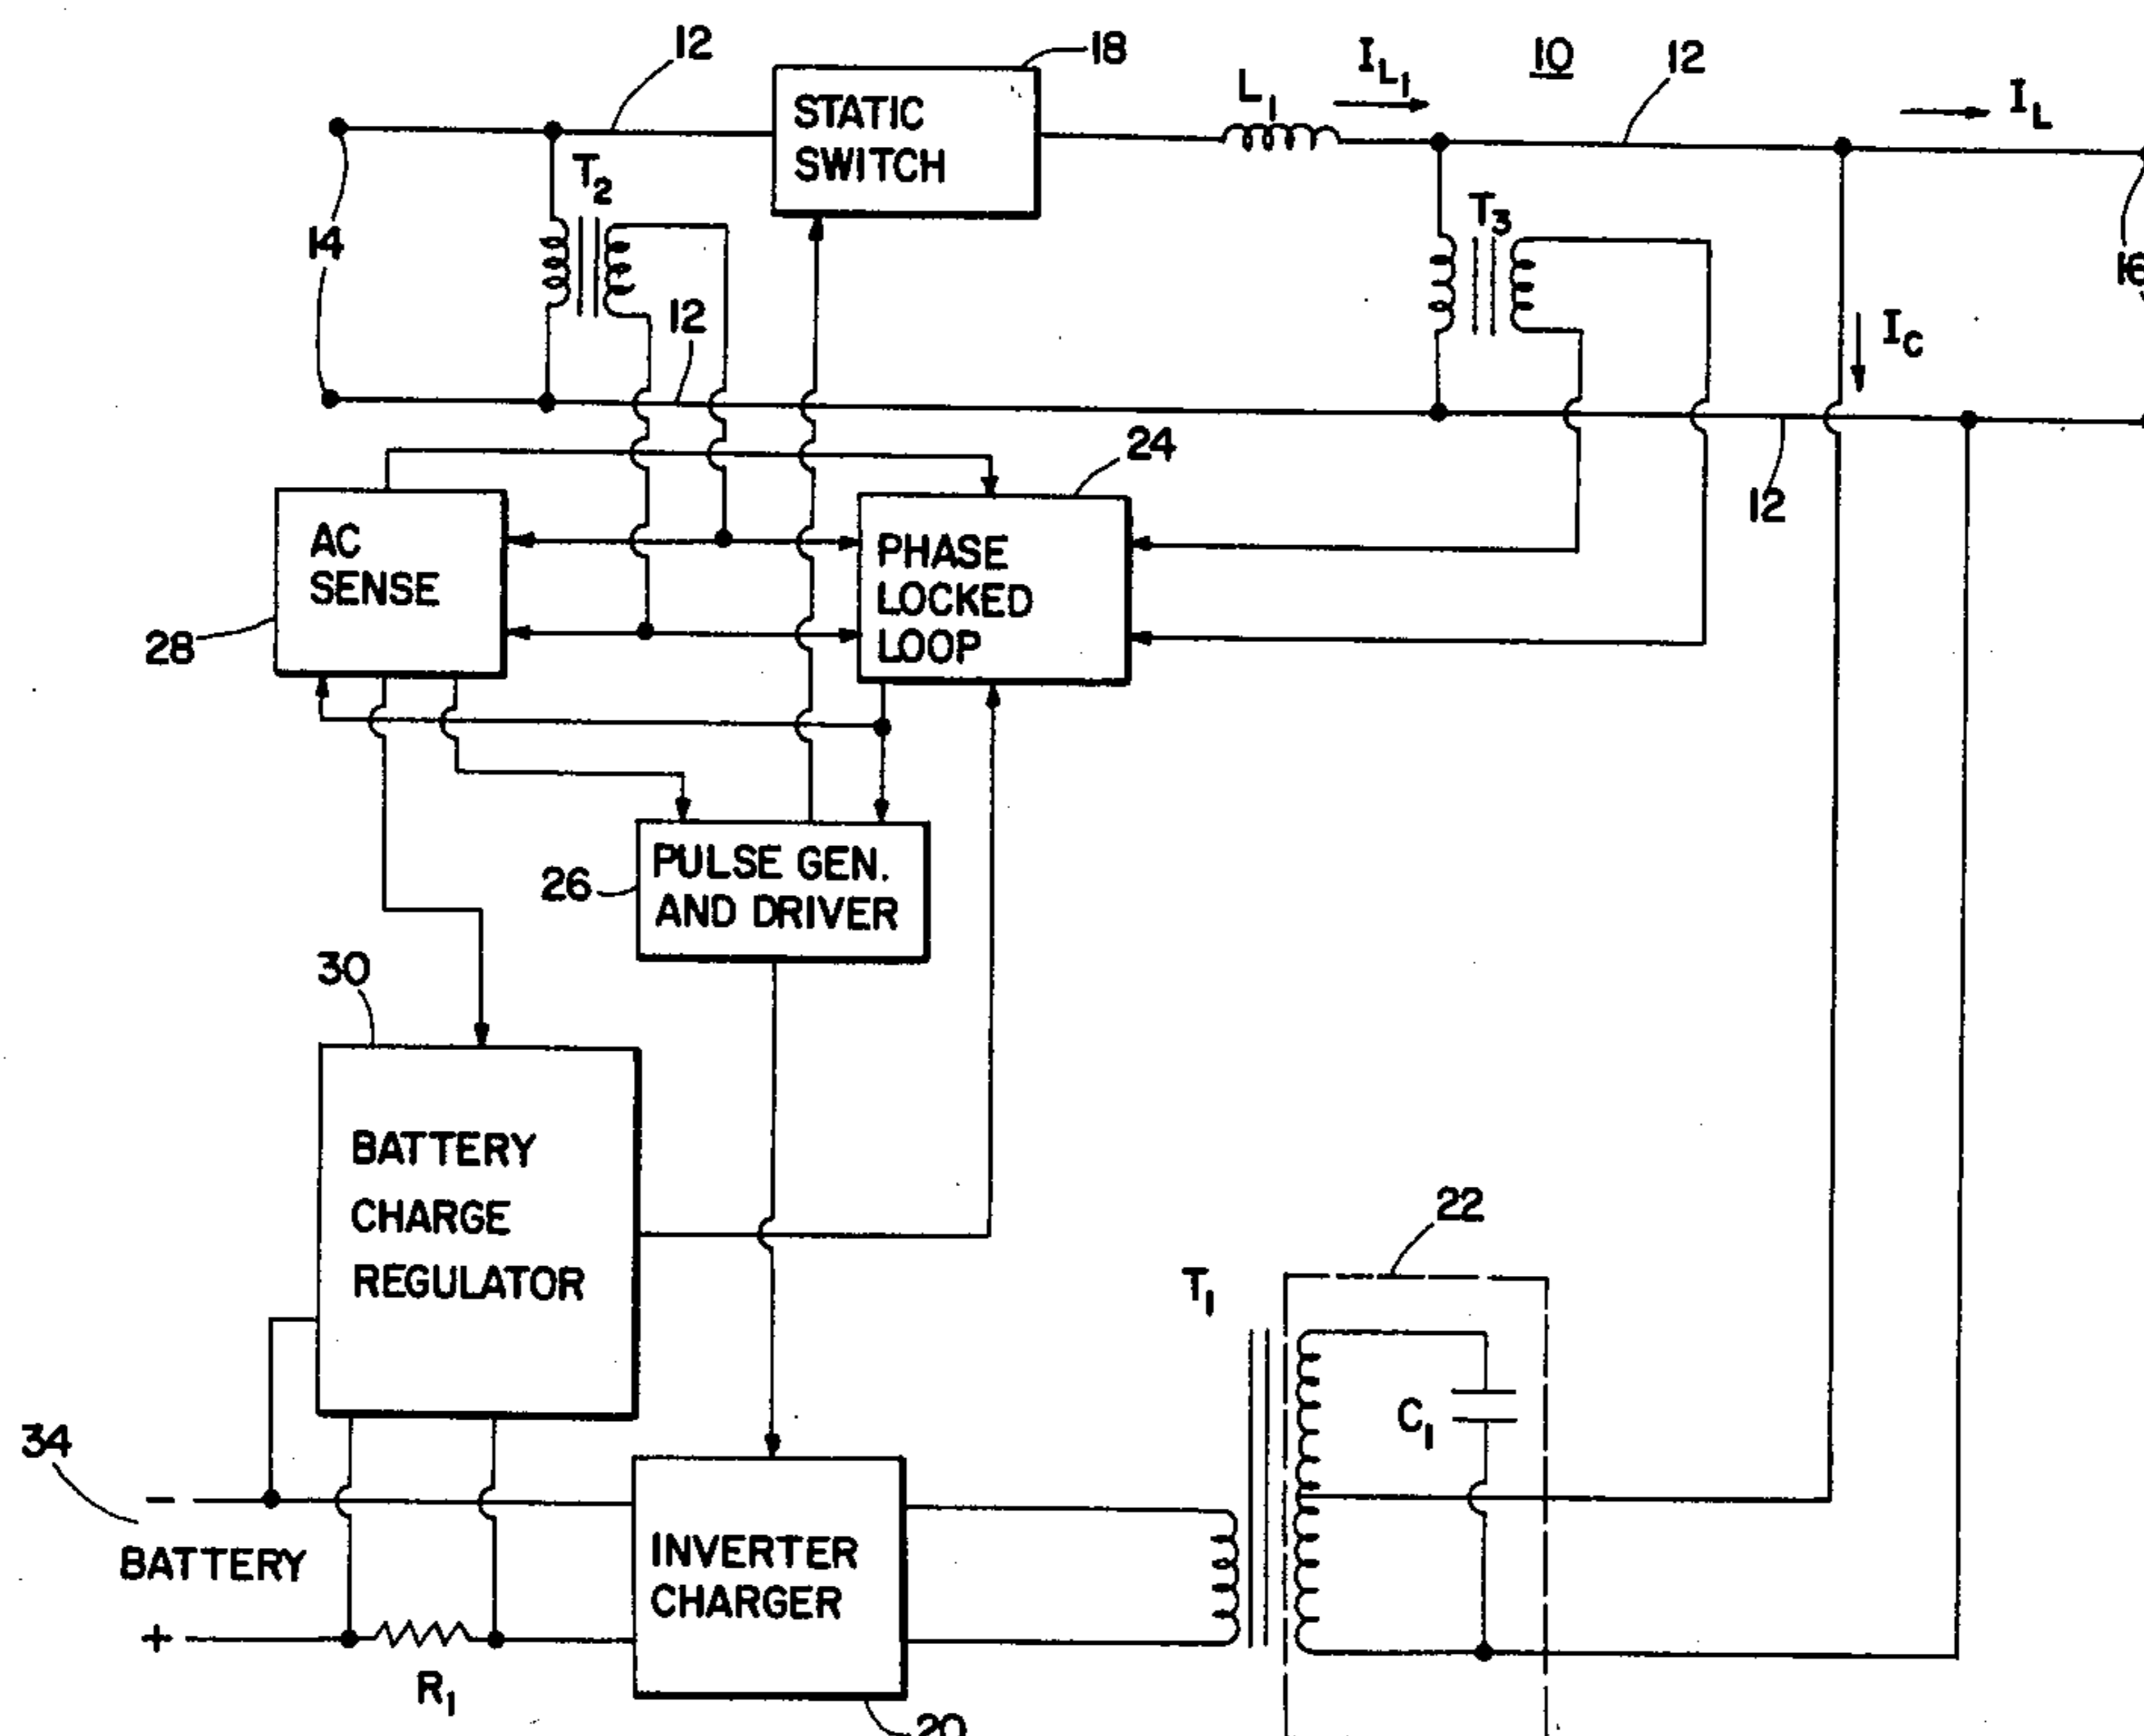 12
18
10
12
STATIC
SWITCH
L1
IL1
IL
T2
T3
14
16
12
IC
24
12
AC
SENSE
PHASE
LOCKED
LOOP
28
26
PULSE GEN.
AND DRIVER
30
BATTERY
CHARGE
REGULATOR
22
T1
34
C1
−
BATTERY
+
INVERTER
CHARGER
R1
20